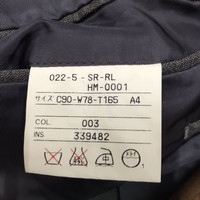 022-5 -SR-RL
HM-0001
サイズ C90-W78-T165 A4
COL. 003
INS 339482